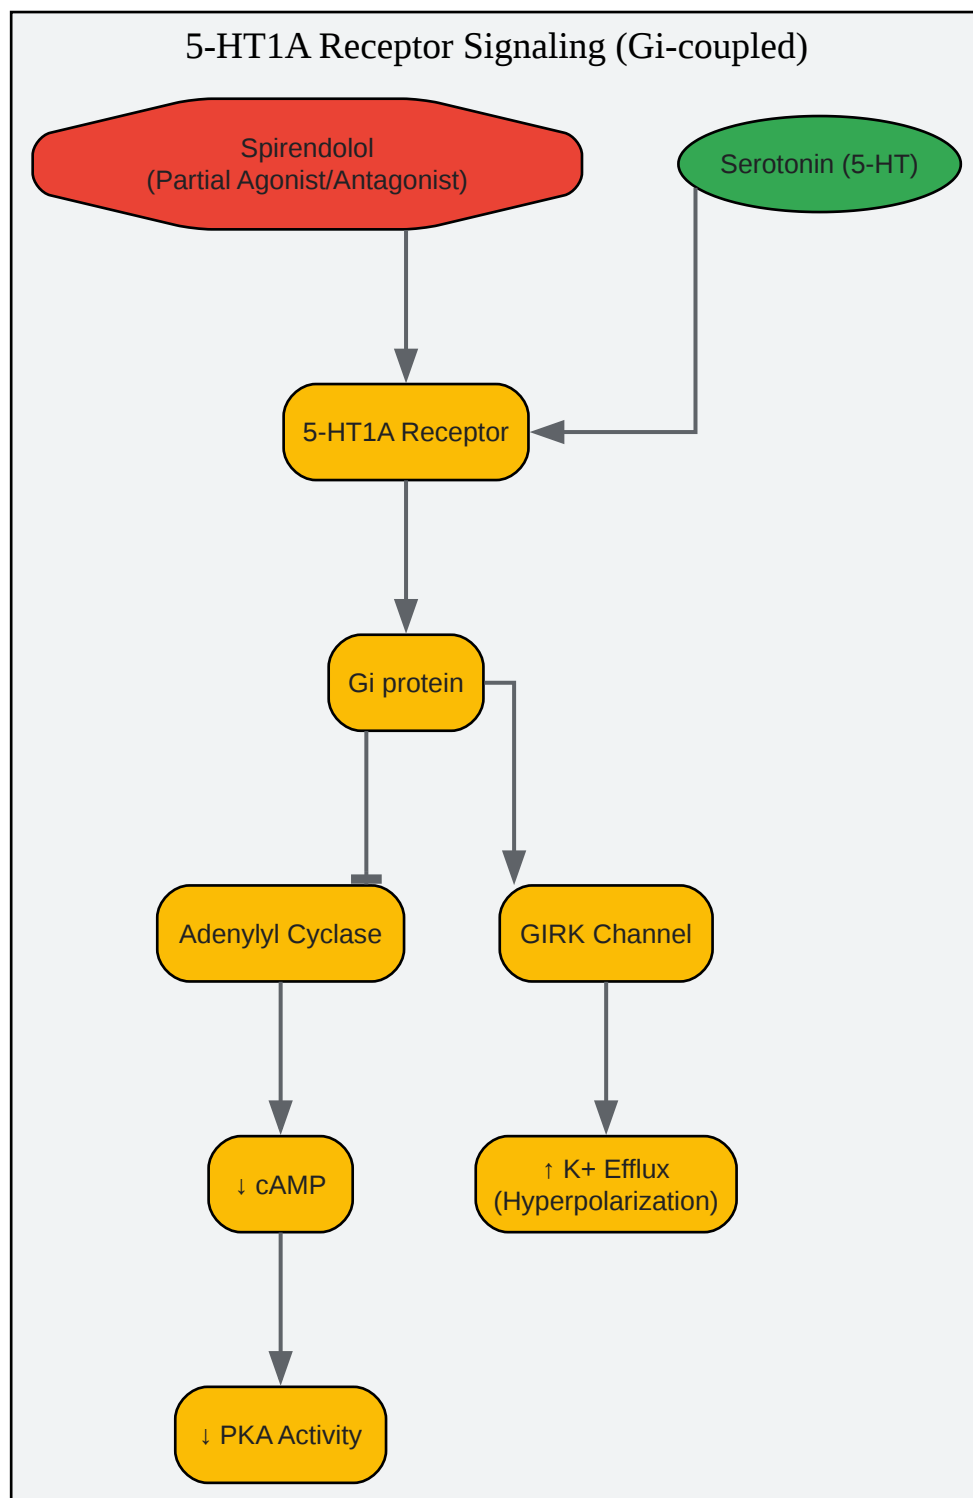 5-HT1A Receptor Signaling (Gi-coupled)
Spirendolol
(Partial Agonist/Antagonist)
Serotonin (5-HT)
5-HT1A Receptor
Gi protein
Adenylyl Cyclase
GIRK Channel
↓ cAMP
↑ K+ Efflux
(Hyperpolarization)
↓ PKA Activity